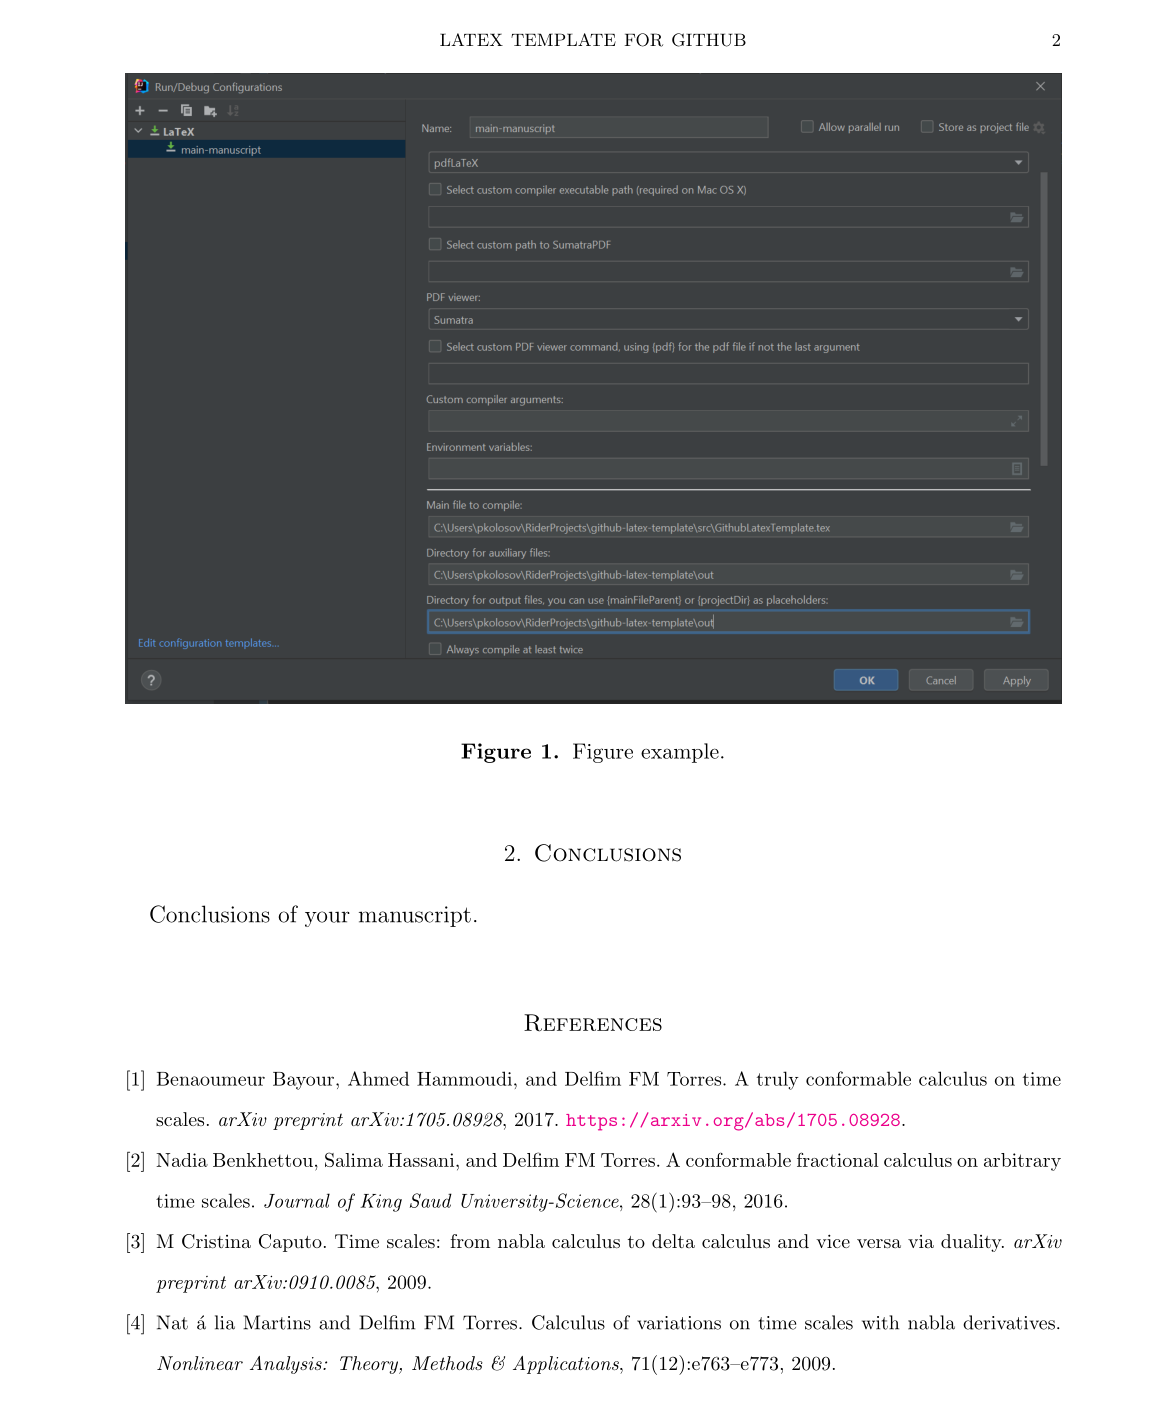 LATEX TEMPLATE FOR GITHUB 2
Run/Debug Configurations
LaTeX
main-manuscript
Name: main-manuscript Allow parallel run Store as project file
pdfLaTeX
Select custom compiler executable path (required on Mac OS X)
Select custom path to SumatraPDF
PDF viewer:
Sumatra
Select custom PDF viewer command, using {pdf} for the pdf file if not the last argument
Custom compiler arguments:
Environment variables:
Main file to compile:
C:\Users\pkolosov\RiderProjects\github-latex-template\src\GithubLatexTemplate.tex
Directory for auxiliary files:
C:\Users\pkolosov\RiderProjects\github-latex-template\out
Directory for output files, you can use {mainFileParent} or {projectDir} as placeholders:
C:\Users\pkolosov\RiderProjects\github-latex-template\out
Edit configuration templates...
Always compile at least twice
? OK Cancel Apply
Figure 1. Figure example.
2. Conclusions
Conclusions of your manuscript.
References
[1] Benaoumeur Bayour, Ahmed Hammoudi, and Delfim FM Torres. A truly conformable calculus on time
scales. arXiv preprint arXiv:1705.08928, 2017. https://arxiv.org/abs/1705.08928.
[2] Nadia Benkhettou, Salima Hassani, and Delfim FM Torres. A conformable fractional calculus on arbitrary
time scales. Journal of King Saud University-Science, 28(1):93–98, 2016.
[3] M Cristina Caputo. Time scales: from nabla calculus to delta calculus and vice versa via duality. arXiv
preprint arXiv:0910.0085, 2009.
[4] Nat á lia Martins and Delfim FM Torres. Calculus of variations on time scales with nabla derivatives.
Nonlinear Analysis: Theory, Methods & Applications, 71(12):e763–e773, 2009.